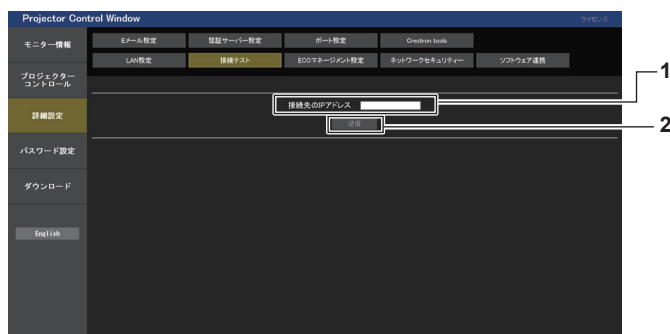 Projector Control Window
ライセンス
モニター情報
Eメール設定
認証サーバー設定
ポート設定
Crestron tools
LAN設定
接続テスト
ECOマネージメント設定
ネットワークセキュリティー
ソフトウェア連携
プロジェクター
コントロール
1
接続先のIPアドレス
詳細設定
送信
2
パスワード設定
ダウンロード
English